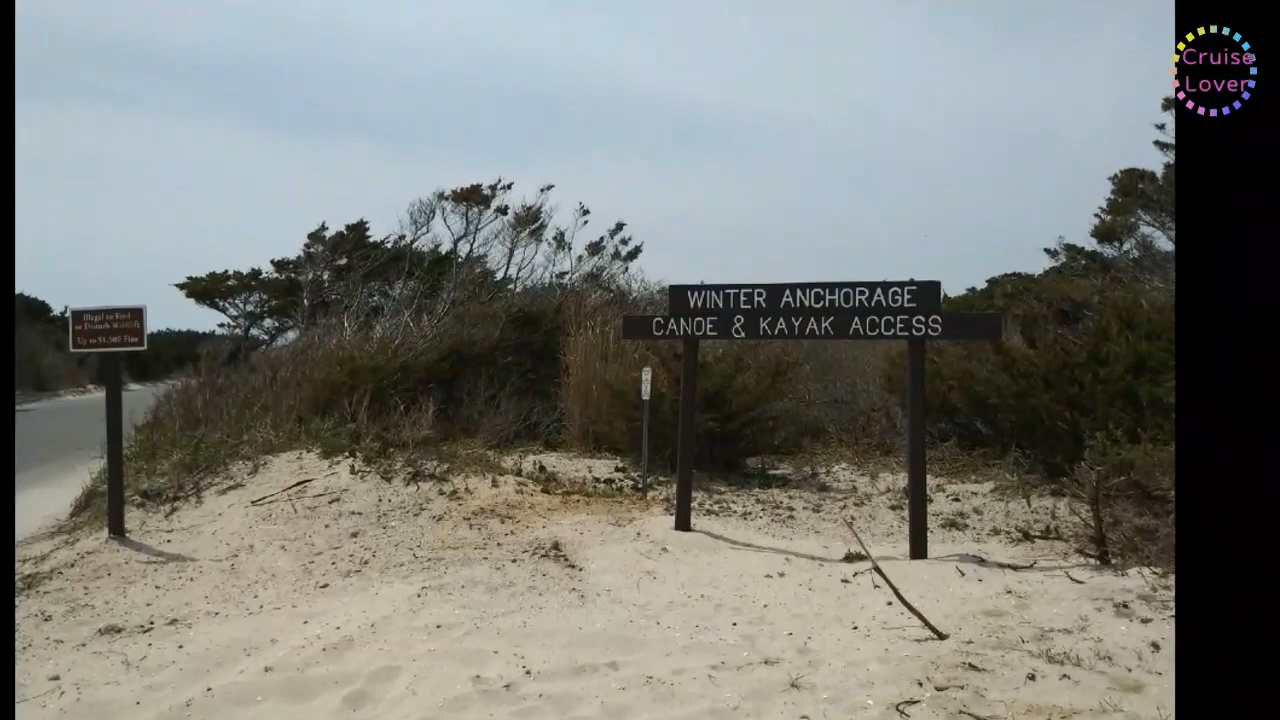 Cruise
Lover
Illegal to Feed
or Disturb Wildlife
Up to $1,500 Fine
WINTER ANCHORAGE
CANOE & KAYAK ACCESS